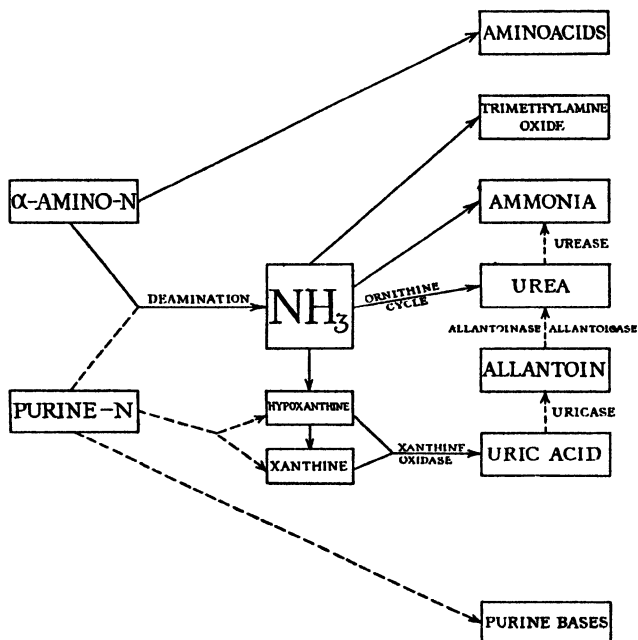 AMINOACIDS
TRIMETHYLAMINE
OXIDE
α-AMINO-N
AMMONIA
UREASE
DEAMINATION
NH3
ORNITHINE
CYCLE
UREA
ALLANTOINASE ALLANTOICASE
ALLANTOIN
PURINE-N
HYPOXANTHINE
URICASE
XANTHINE
XANTHINE
OXIDASE
URIC ACID
PURINE BASES